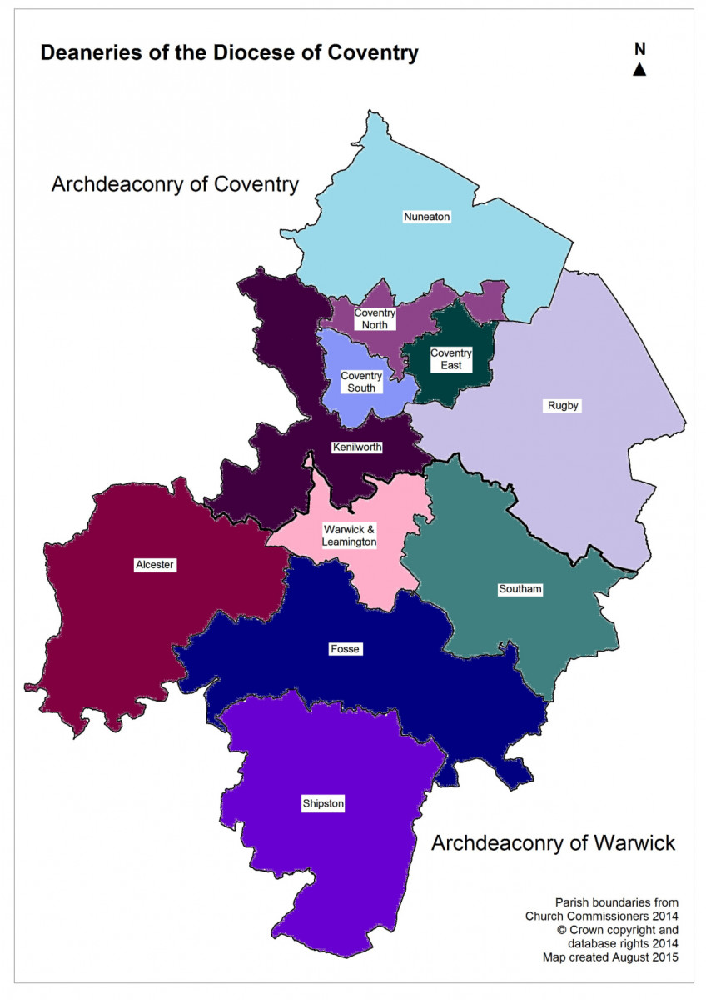 Deaneries of the Diocese of Coventry
N
Archdeaconry of Coventry
Nuneaton
Coventry
North
Coventry
East
Coventry
South
Rugby
Kenilworth
Warwick &
Leamington
Alcester
Southam
Fosse
Shipston
Archdeaconry of Warwick
Parish boundaries from
Church Commissioners 2014
© Crown copyright and
database rights 2014
Map created August 2015